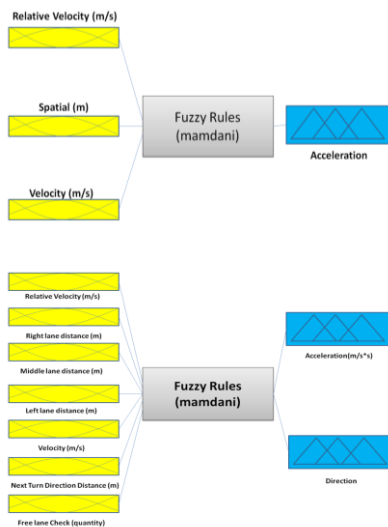 Relative Velocity (m/s)
Spatial (m)
Velocity (m/s)
Fuzzy Rules
(mamdani)
Acceleration
Relative Velocity (m/s)
Right lane distance (m)
Middle lane distance (m)
Left lane distance (m)
Velocity (m/s)
Next Turn Direction Distance (m)
Free lane Check (quantity)
Fuzzy Rules
(mamdani)
Acceleration(m/s*s)
Direction